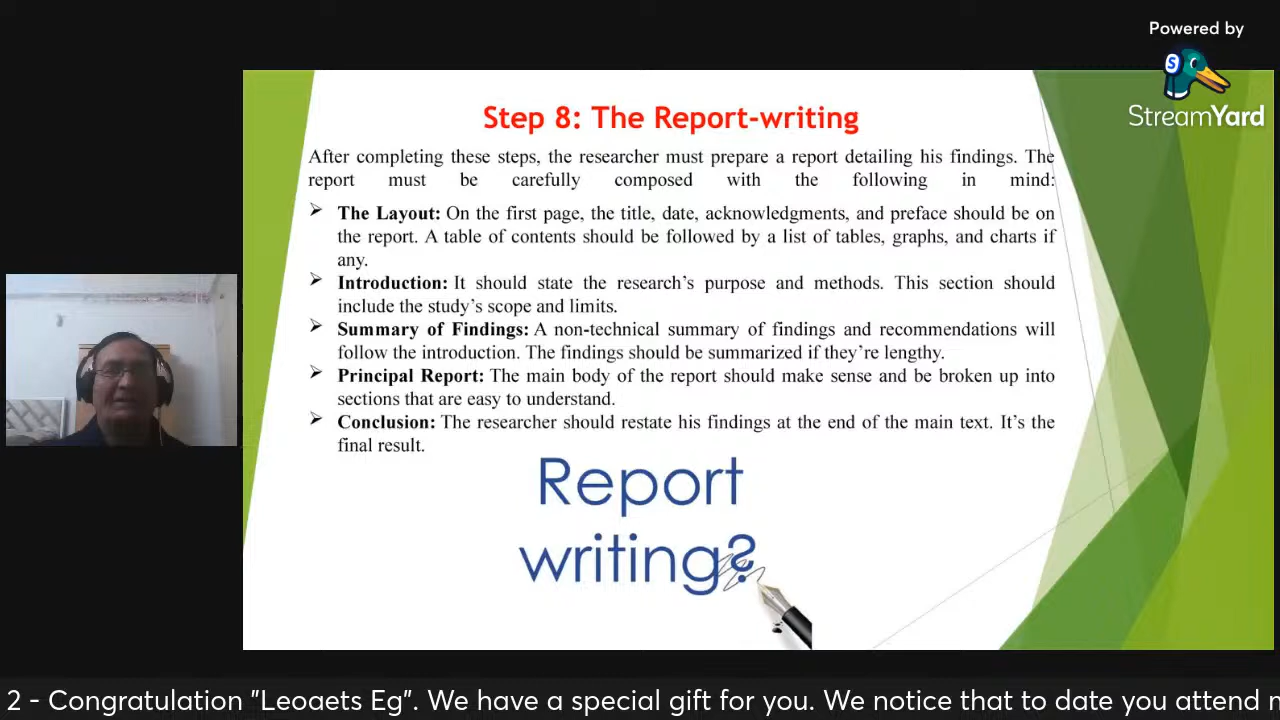 Powered by
StreamYard
Step 8: The Report-writing
After completing these steps, the researcher must prepare a report detailing his findings. The
report must be carefully composed with the following in mind:
➢ The Layout: On the first page, the title, date, acknowledgments, and preface should be on
the report. A table of contents should be followed by a list of tables, graphs, and charts if
any.
➢ Introduction: It should state the research’s purpose and methods. This section should
include the study’s scope and limits.
➢ Summary of Findings: A non-technical summary of findings and recommendations will
follow the introduction. The findings should be summarized if they’re lengthy.
➢ Principal Report: The main body of the report should make sense and be broken up into
sections that are easy to understand.
➢ Conclusion: The researcher should restate his findings at the end of the main text. It’s the
final result.
Report
writing?
2 - Congratulation "Leoaets Eg". We have a special gift for you. We notice that to date you attend